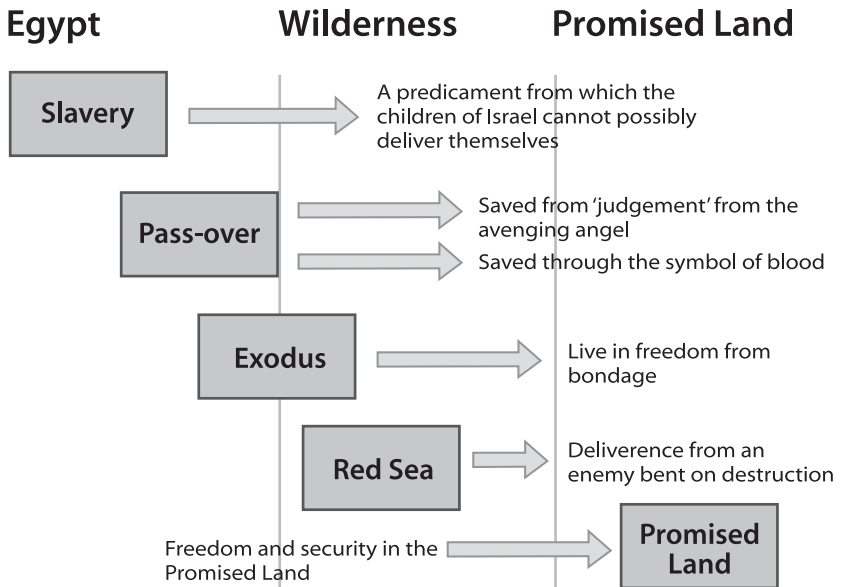 Egypt Wilderness Promised Land
Slavery
A predicament from which the
children of Israel cannot possibly
deliver themselves
Pass-over
Saved from ‘judgement’ from the
avenging angel
Saved through the symbol of blood
Exodus
Live in freedom from
bondage
Red Sea
Deliverence from an
enemy bent on destruction
Freedom and security in the
Promised Land
Promised
Land